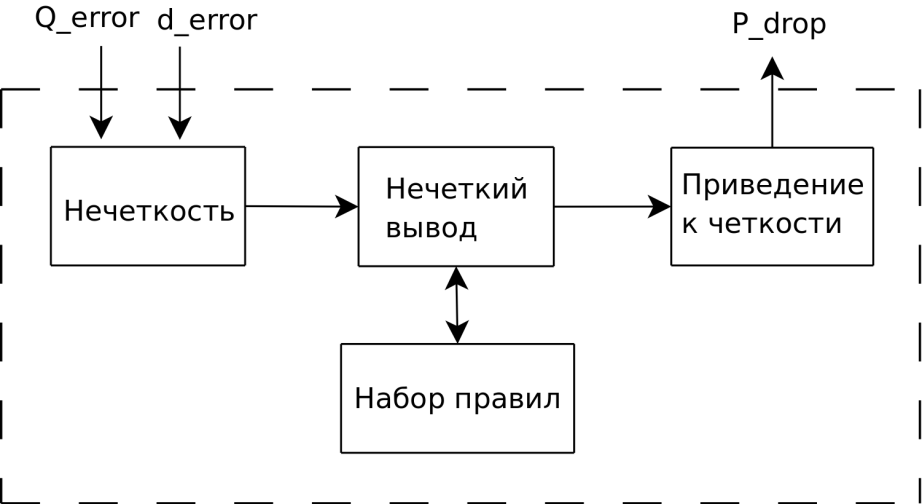 Q_error d_error
P_drop
Нечеткость
Нечеткий
вывод
Приведение
к четкости
Набор правил